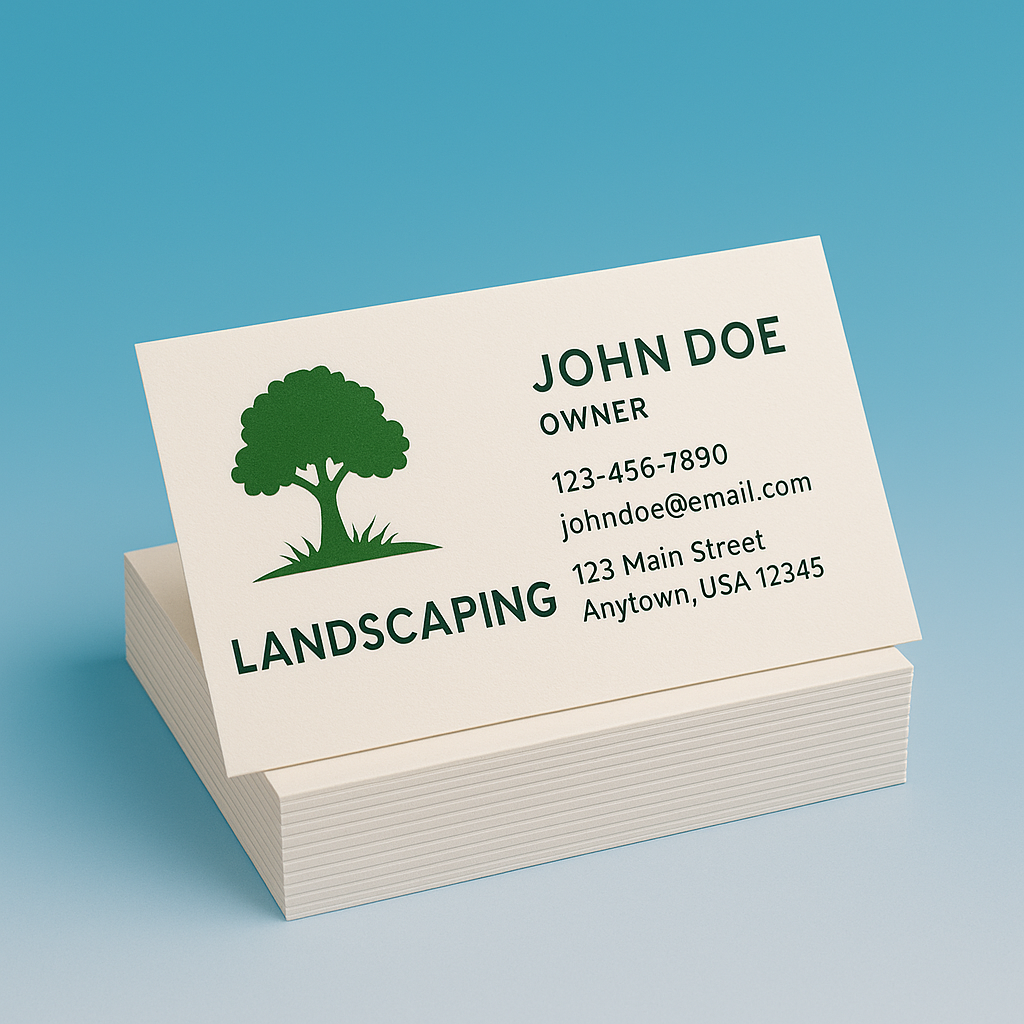 JOHN DOE
OWNER
123-456-7890
johndoe@email.com
123 Main Street
Anytown, USA 12345
LANDSCAPING